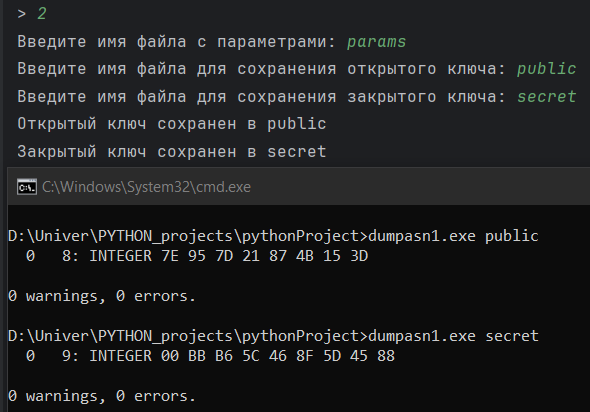 > 2
Введите имя файла с параметрами: params
Введите имя файла для сохранения открытого ключа: public
Введите имя файла для сохранения закрытого ключа: secret
Открытый ключ сохранен в public
Закрытый ключ сохранен в secret
C:\Windows\System32\cmd.exe
D:\Univer\PYTHON_projects\pythonProject>dumpasn1.exe public
0 8: INTEGER 7E 95 7D 21 87 4B 15 3D
0 warnings, 0 errors.
D:\Univer\PYTHON_projects\pythonProject>dumpasn1.exe secret
0 9: INTEGER 00 BB B6 5C 46 8F 5D 45 88
0 warnings, 0 errors.